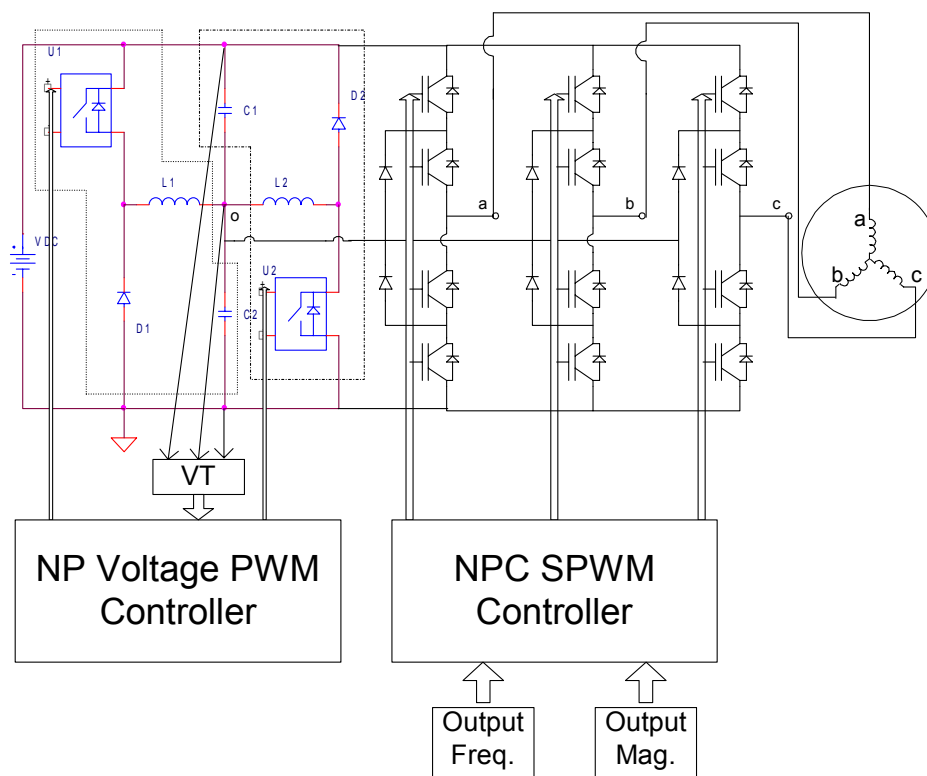 U1
D2
C1
L1
L2
a
b
c
o
VDC
U2
a
b
c
D1
C2
VT
NP Voltage PWM
Controller
NPC SPWM
Controller
Output
Freq.
Output
Mag.